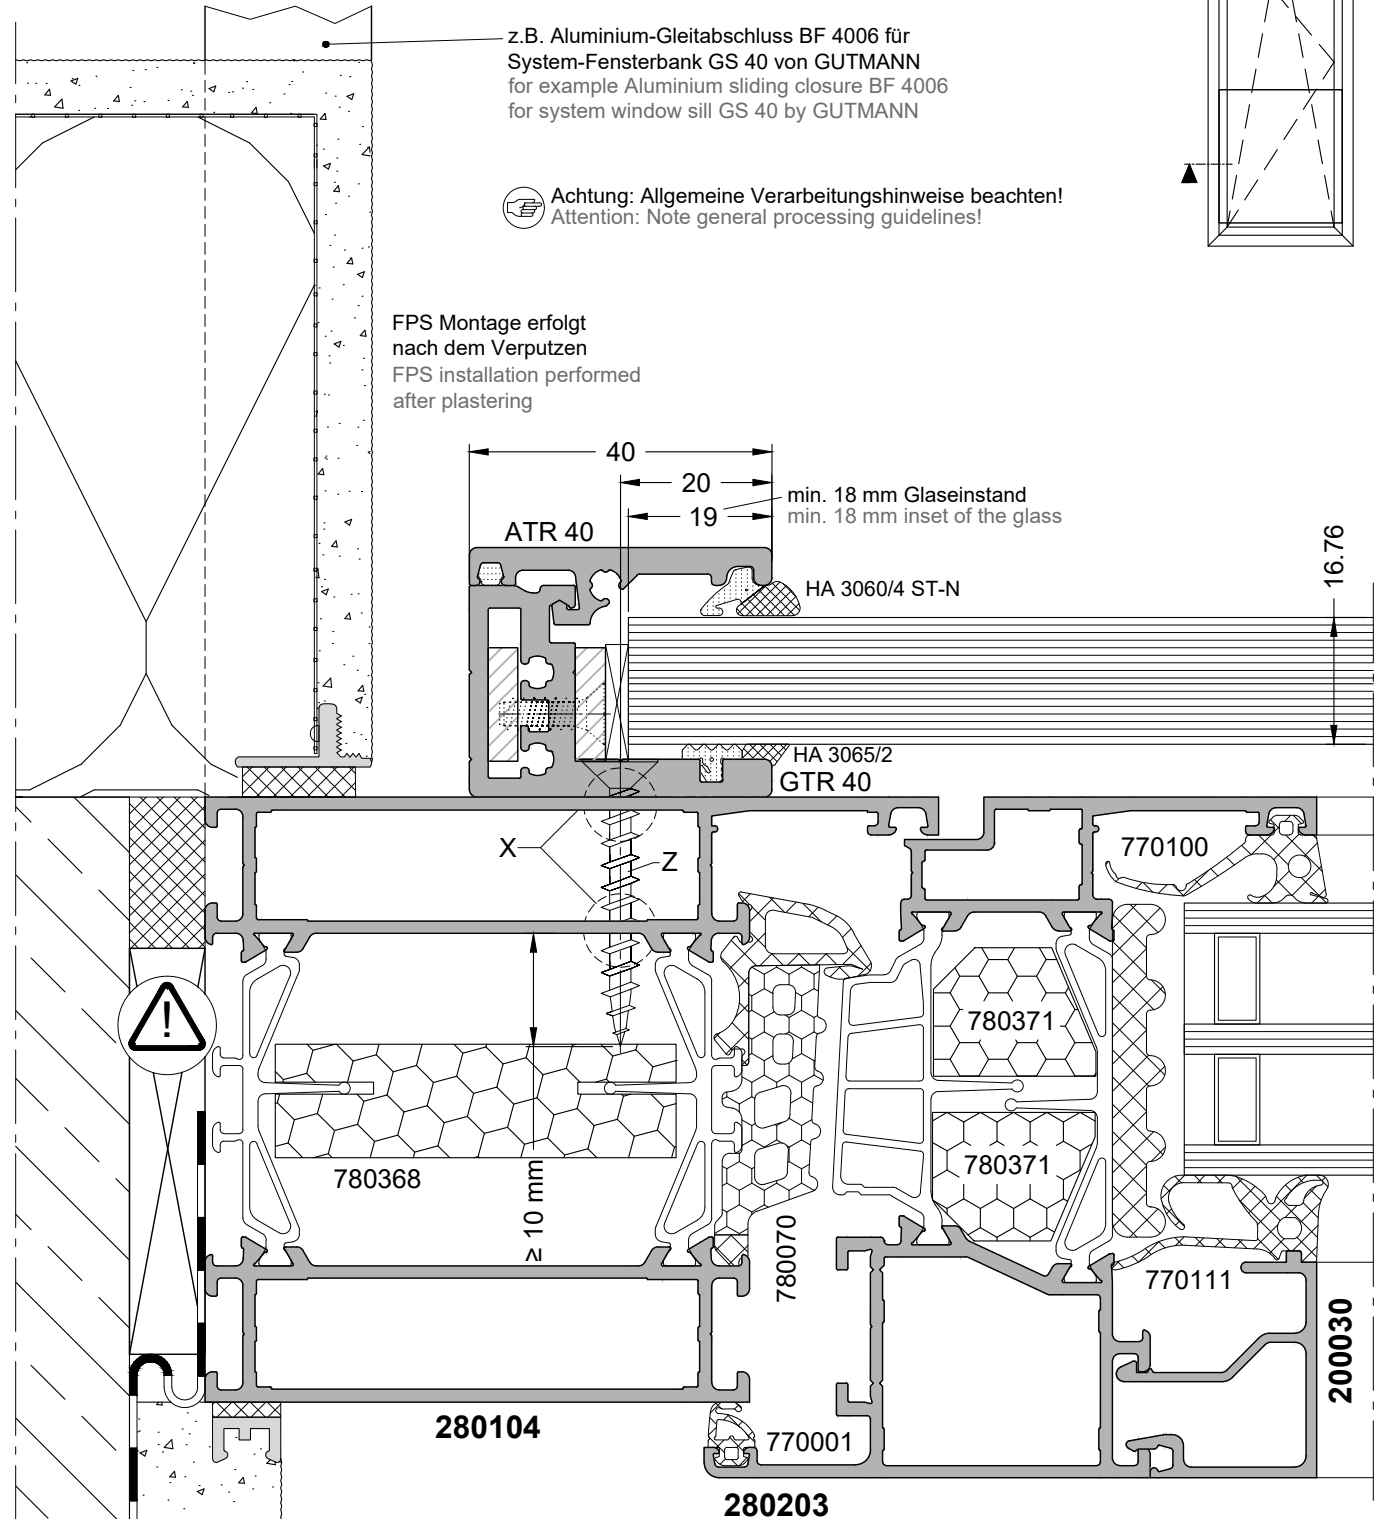 z.B. Aluminium-Gleitabschluss BF 4006 für
System-Fensterbank GS 40 von GUTMANN
for example Aluminium sliding closure BF 4006
for system window sill GS 40 by GUTMANN
Achtung: Allgemeine Verarbeitungshinweise beachten!
Attention: Note general processing guidelines!
FPS Montage erfolgt
nach dem Verputzen
FPS installation performed
after plastering
40
20
min. 18 mm Glaseinstand
19
min. 18 mm inset of the glass
ATR 40
16.76
HA 3060/4 ST-N
HA 3065/2
GTR 40
X
Z
770100
!
780371
780371
780368
≥ 10 mm
780070
770111
200030
280104
770001
280203